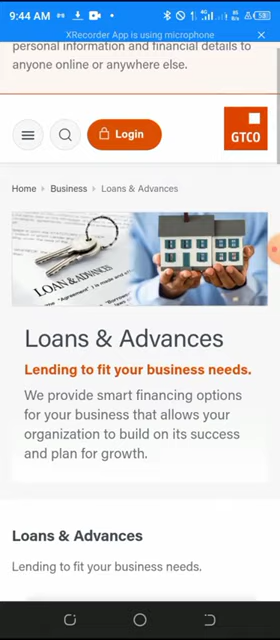 9:44 AM
4G
XRecorder App is using microphone
personal information and financial details to
anyone online or anywhere else.
Login
GTCO
Home Business Loans & Advances
LOANS & ADVANCES
Loans & Advances
Lending to fit your business needs.
We provide smart financing options
for your business that allows your
organization to build on its success
and plan for growth.
Loans & Advances
Lending to fit your business needs.